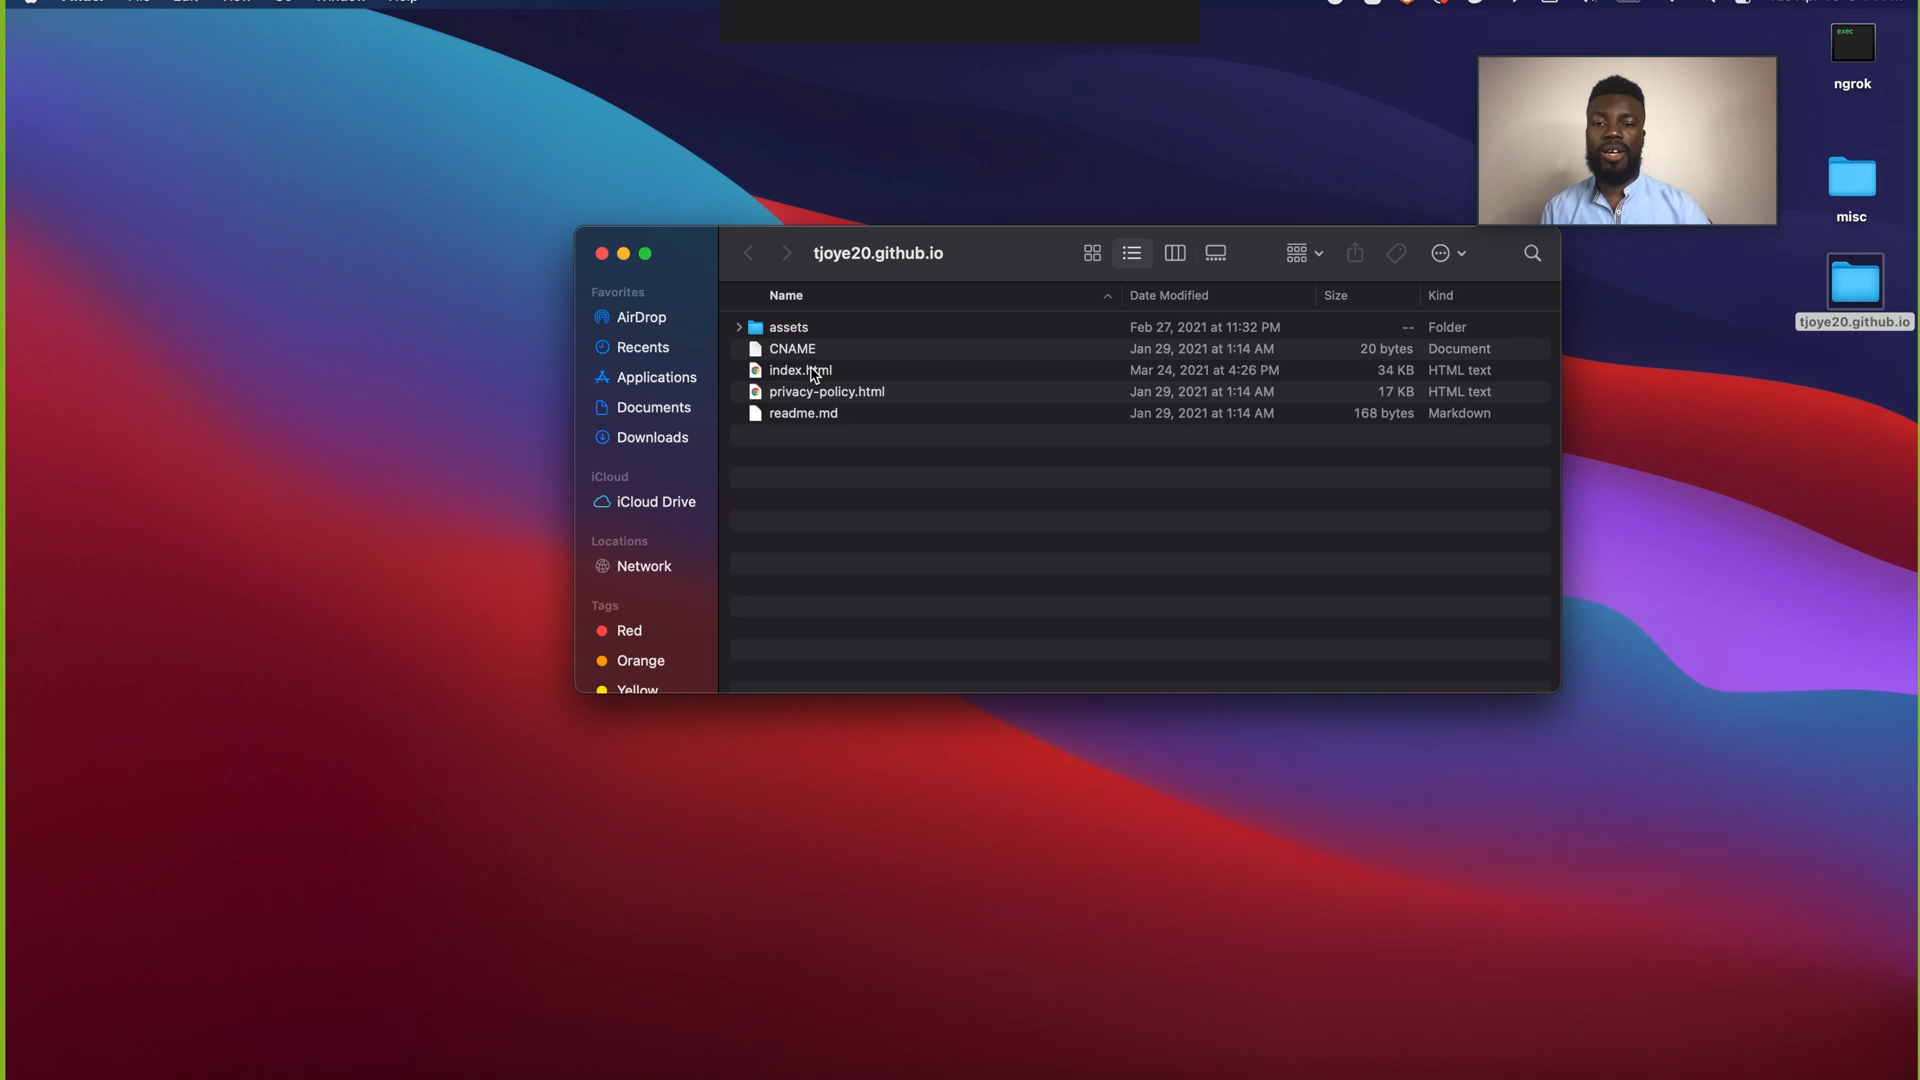 exec
ngrok
misc
tjoye20.github.io
tjoye20.github.io
Favorites
AirDrop
Recents
Applications
Documents
Downloads
iCloud
iCloud Drive
Locations
Network
Tags
Red
Orange
Yellow
Name Date Modified Size Kind
assets Feb 27, 2021 at 11:32 PM -- Folder
CNAME Jan 29, 2021 at 1:14 AM 20 bytes Document
index.html Mar 24, 2021 at 4:26 PM 34 KB HTML text
privacy-policy.html Jan 29, 2021 at 1:14 AM 17 KB HTML text
readme.md Jan 29, 2021 at 1:14 AM 168 bytes Markdown